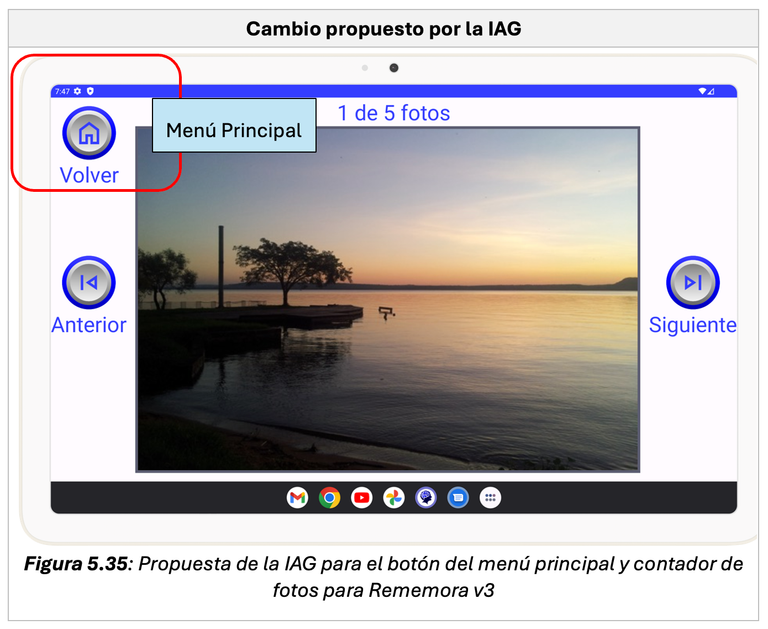 Cambio propuesto por la IAG
7:47
1 de 5 fotos
Menú Principal
Volver
Anterior
Siguiente
Figura 5.35: Propuesta de la IAG para el botón del menú principal y contador de
fotos para Rememora v3